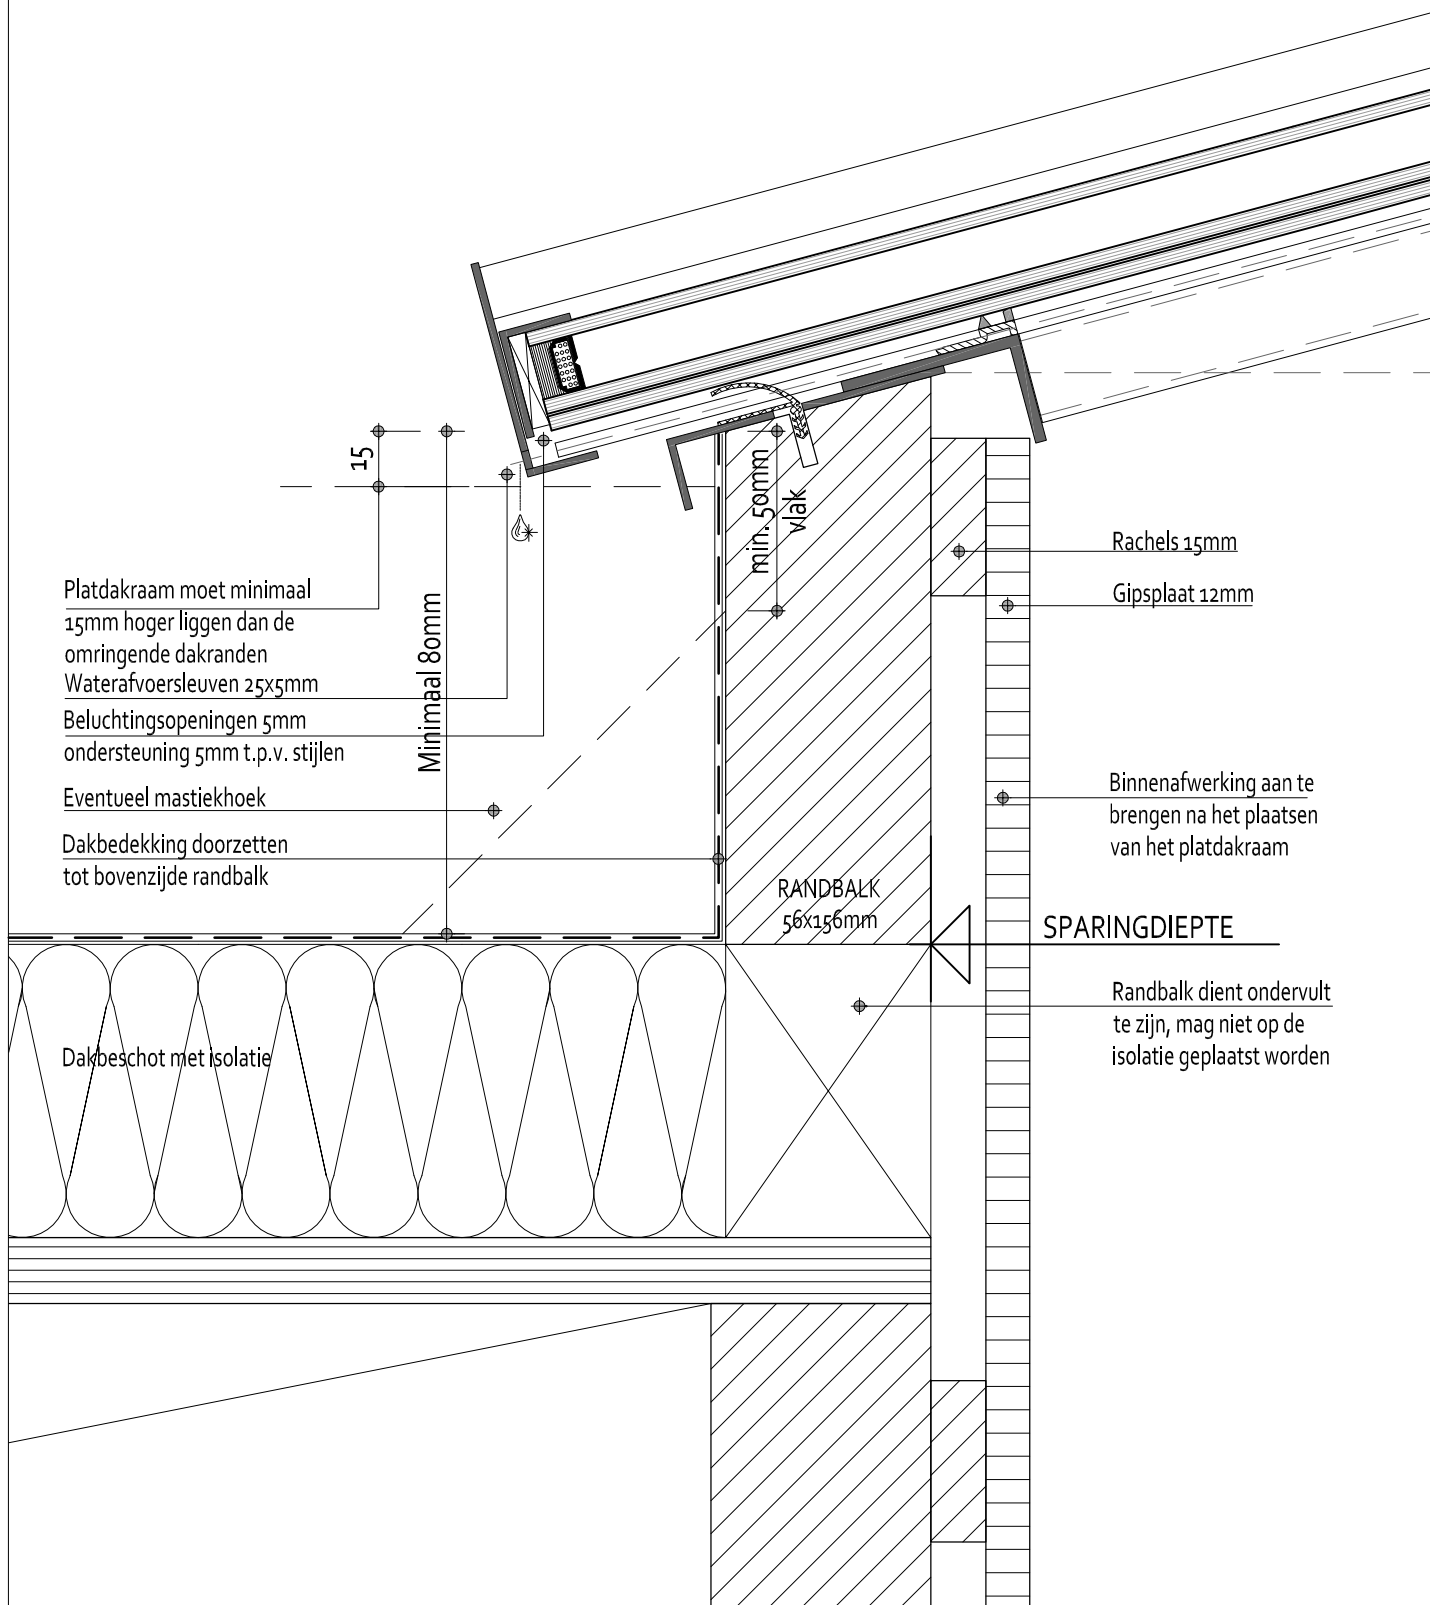 15
Minimaal 80mm
min. 50mm
vlak
Platdakraam moet minimaal
15mm hoger liggen dan de
omringende dakranden
Waterafvoersleuven 25x5mm
Beluchtingsopeningen 5mm
ondersteuning 5mm t.p.v. stijlen
Eventueel mastiekhoek
Dakbedekking doorzetten
tot bovenzijde randbalk
Dakbeschot met isolatie
RANDBALK
56x156mm
Rachels 15mm
Gipsplaat 12mm
Binnenafwerking aan te
brengen na het plaatsen
van het platdakraam
SPARINGDIEPTE
Randbalk dient ondervult
te zijn, mag niet op de
isolatie geplaatst worden